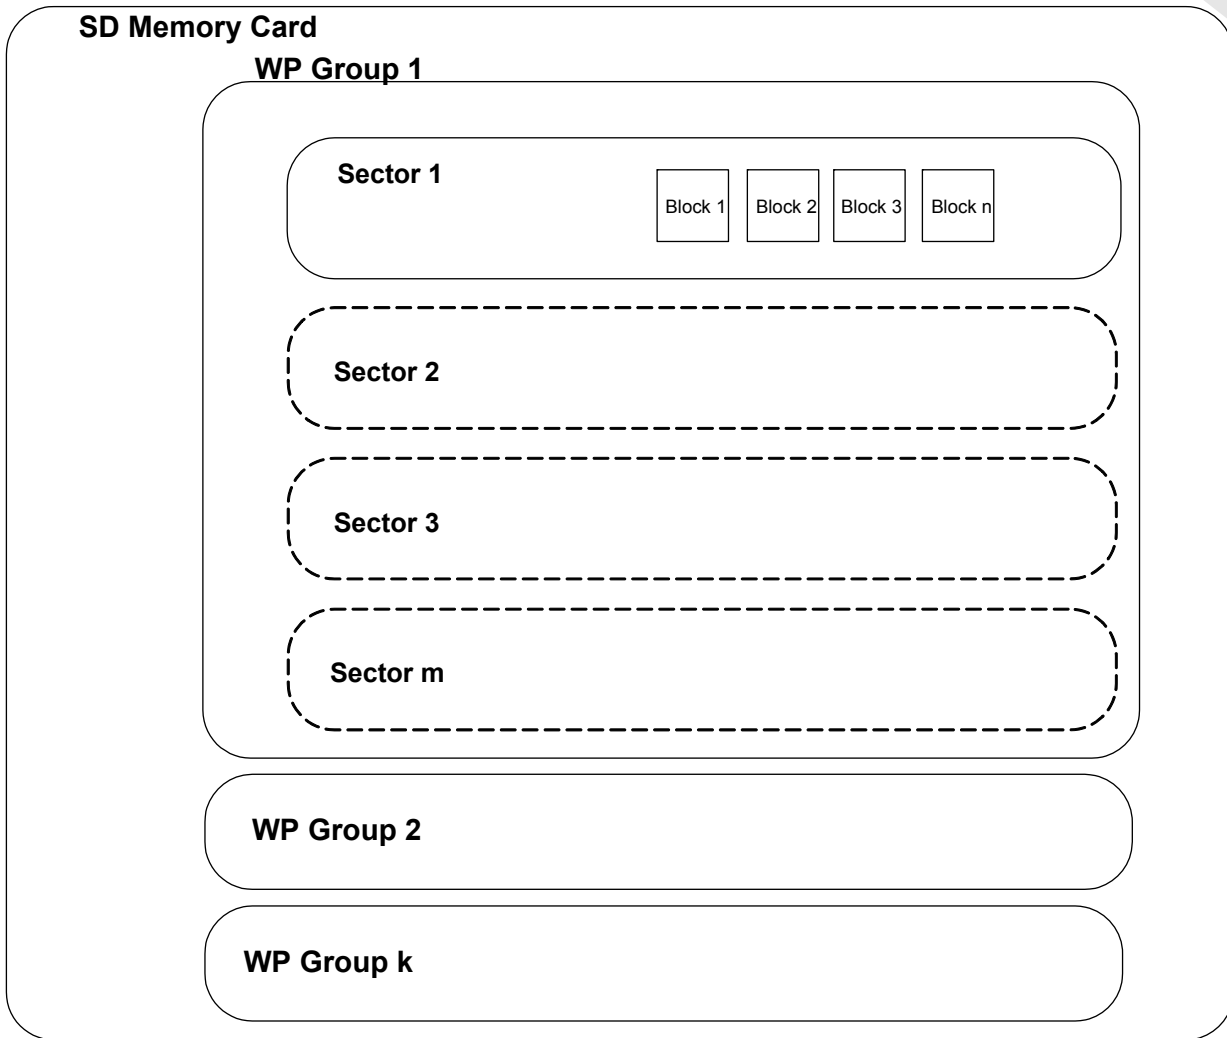 SD Memory Card
WP Group 1
Sector 1
Block 1 Block 2 Block 3 Block n
Sector 2
Sector 3
Sector m
WP Group 2
WP Group k